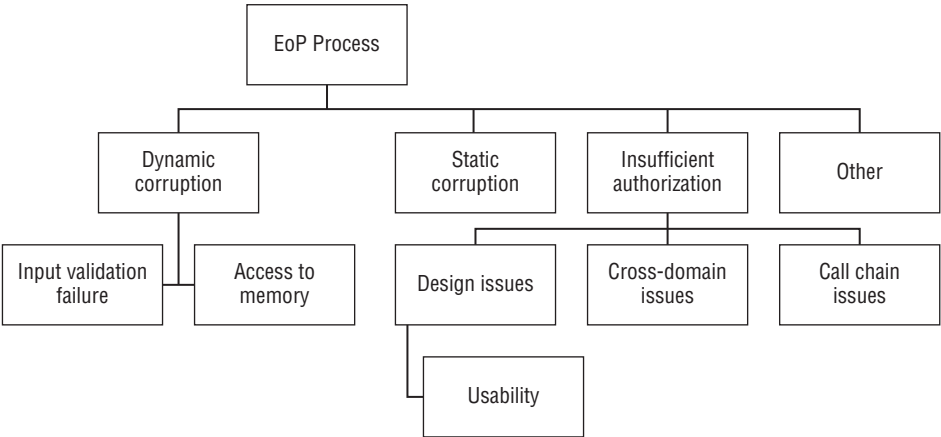 EoP Process
Dynamic
corruption
Static
corruption
Insufficient
authorization
Other
Input validation
failure
Access to
memory
Design issues
Cross-domain
issues
Call chain
issues
Usability